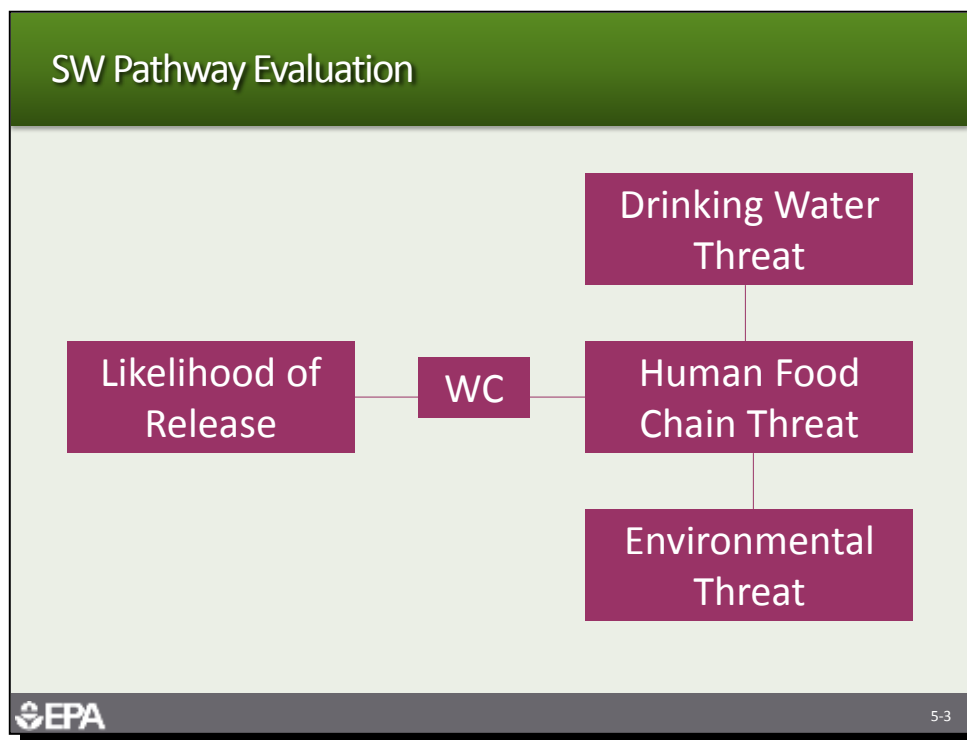 SW Pathway Evaluation
Drinking Water
Threat
Likelihood of
Release
WC
Human Food
Chain Threat
Environmental
Threat
EPA
5-3